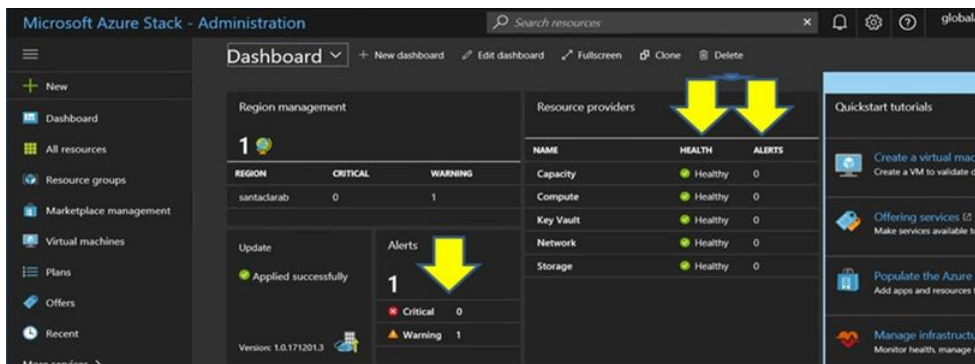 Microsoft Azure Stack - Administration
Search resources
New
Dashboard
All resources
Resource groups
Marketplace management
Virtual machines
Plans
Offers
Recent
Dashboard
New dashboard
Edit dashboard
Fullscreen
Clone
Delete
Region management
1
REGION CRITICAL WARNING
santaclarab 0 1
Update
Applied successfully
Version: 1.0.171201.3
Alerts
1
Critical 0
Warning 1
Resource providers
NAME HEALTH ALERTS
Capacity Healthy 0
Compute Healthy 0
Key Vault Healthy 0
Network Healthy 0
Storage Healthy 0
Quickstart tutorials
Create a virtual mac
Create a VM to validate
Offering services
Make services available
Populate the Azure
Add apps and resources
Manage infrastructu
Monitor health, manage